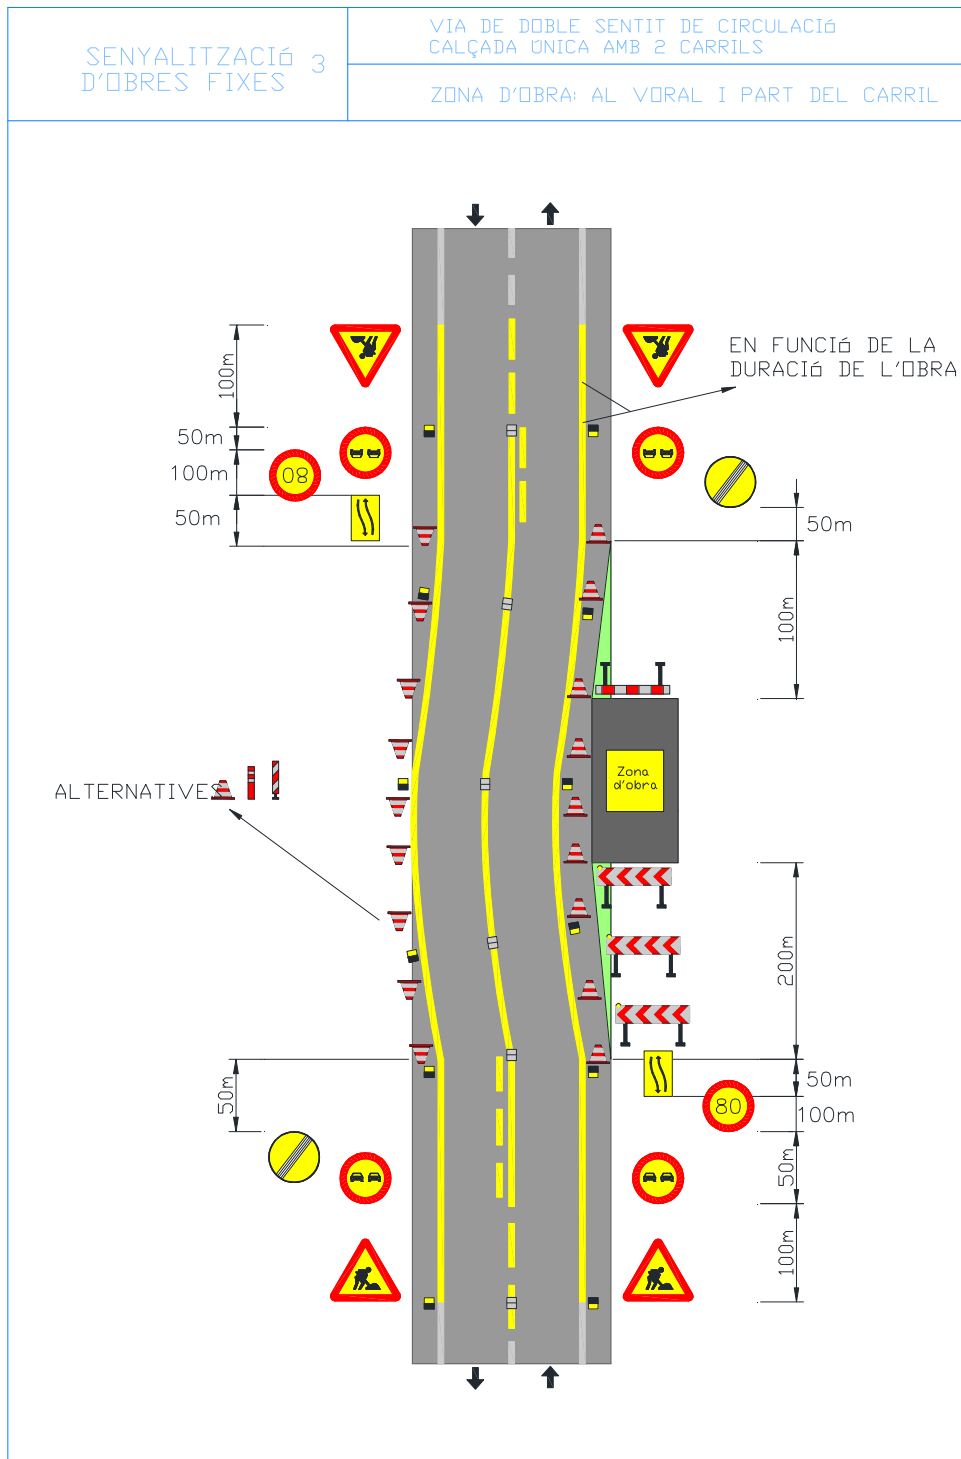 SENYALITZACIó 3
D'OBRES FIXES
VIA DE DOBLE SENTIT DE CIRCULACIó
CALÇADA ÚNICA AMB 2 CARRILS
ZONA D'OBRA: AL VORAL I PART DEL CARRIL
EN FUNCIó DE LA
DURACIó DE L'OBRA
100m
50m
100m
50m
80
50m
100m
Zona
d'obra
ALTERNATIVES
200m
50m
100m
50m
100m
80
50m